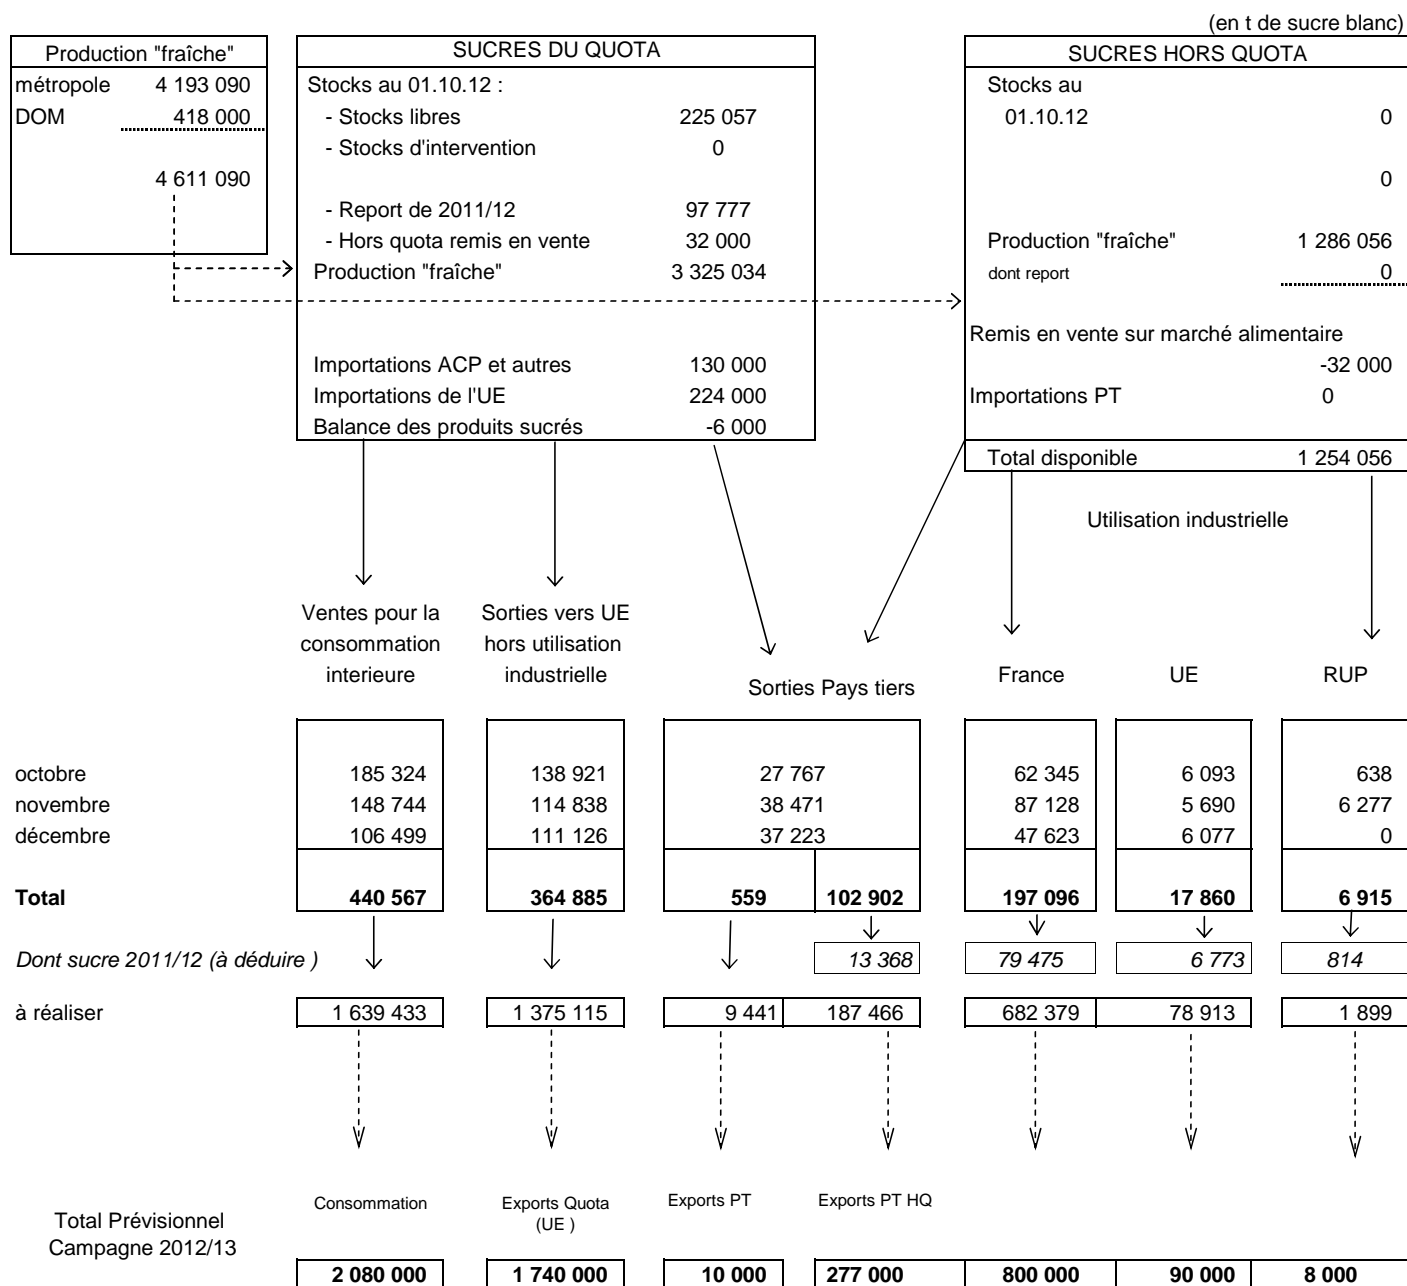 (en t de sucre blanc)
Production "fraîche" SUCRES DU QUOTA SUCRES HORS QUOTA
métropole 4 193 090 Stocks au 01.10.12 : Stocks au
DOM 418 000 - Stocks libres 225 057 01.10.12 0
- Stocks d'intervention 0
4 611 090 0
- Report de 2011/12 97 777
- Hors quota remis en vente 32 000 Production "fraîche" 1 286 056
Production "fraîche" 3 325 034 dont report 0
Remis en vente sur marché alimentaire
Importations ACP et autres 130 000 -32 000
Importations de l'UE 224 000 Importations PT 0
Balance des produits sucrés -6 000
Total disponible 1 254 056
Utilisation industrielle
Ventes pour la Sorties vers UE
consommation hors utilisation
interieure industrielle Sorties Pays tiers France UE RUP
octobre 185 324 138 921 27 767 62 345 6 093 638
novembre 148 744 114 838 38 471 87 128 5 690 6 277
décembre 106 499 111 126 37 223 47 623 6 077 0
Total 440 567 364 885 559 102 902 197 096 17 860 6 915
Dont sucre 2011/12 (à déduire ) 13 368 79 475 6 773 814
à réaliser 1 639 433 1 375 115 9 441 187 466 682 379 78 913 1 899
Consommation Exports Quota Exports PT Exports PT HQ
(UE )
Total Prévisionnel
Campagne 2012/13
2 080 000 1 740 000 10 000 277 000 800 000 90 000 8 000